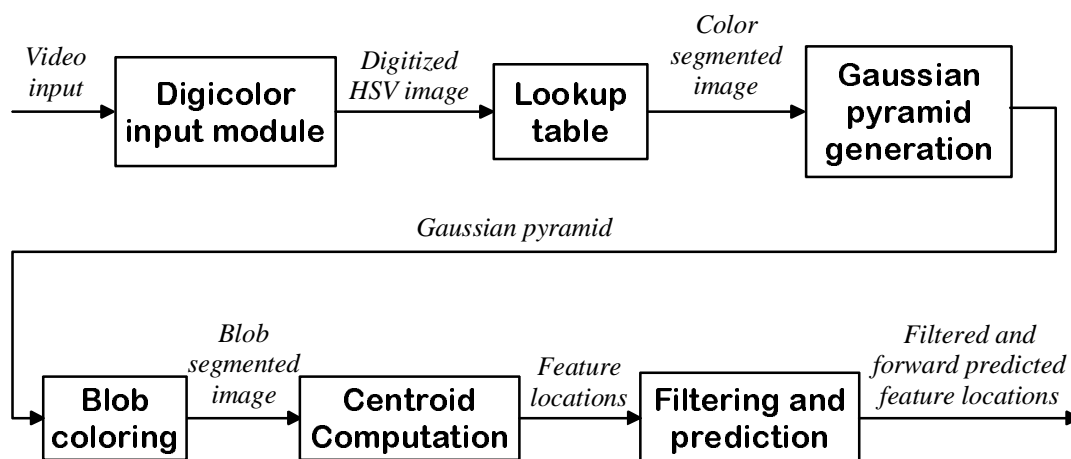 Video
input
Digicolor
input module
Digitized
HSV image
Lookup
table
Color
segmented
image
Gaussian
pyramid
generation
Gaussian pyramid
Blob
coloring
Blob
segmented
image
Centroid
Computation
Feature
locations
Filtering and
prediction
Filtered and
forward predicted
feature locations